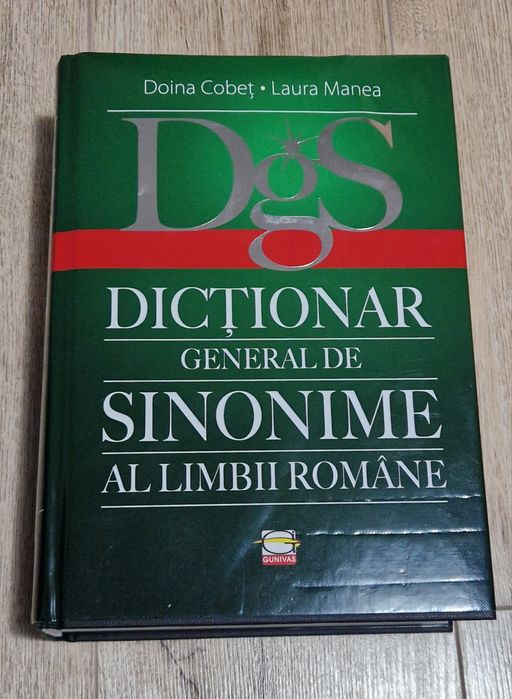 Doina Cobeț • Laura Manea
DgS
DICȚIONAR
GENERAL DE
SINONIME
AL LIMBII ROMÂNE
GUNIVAS